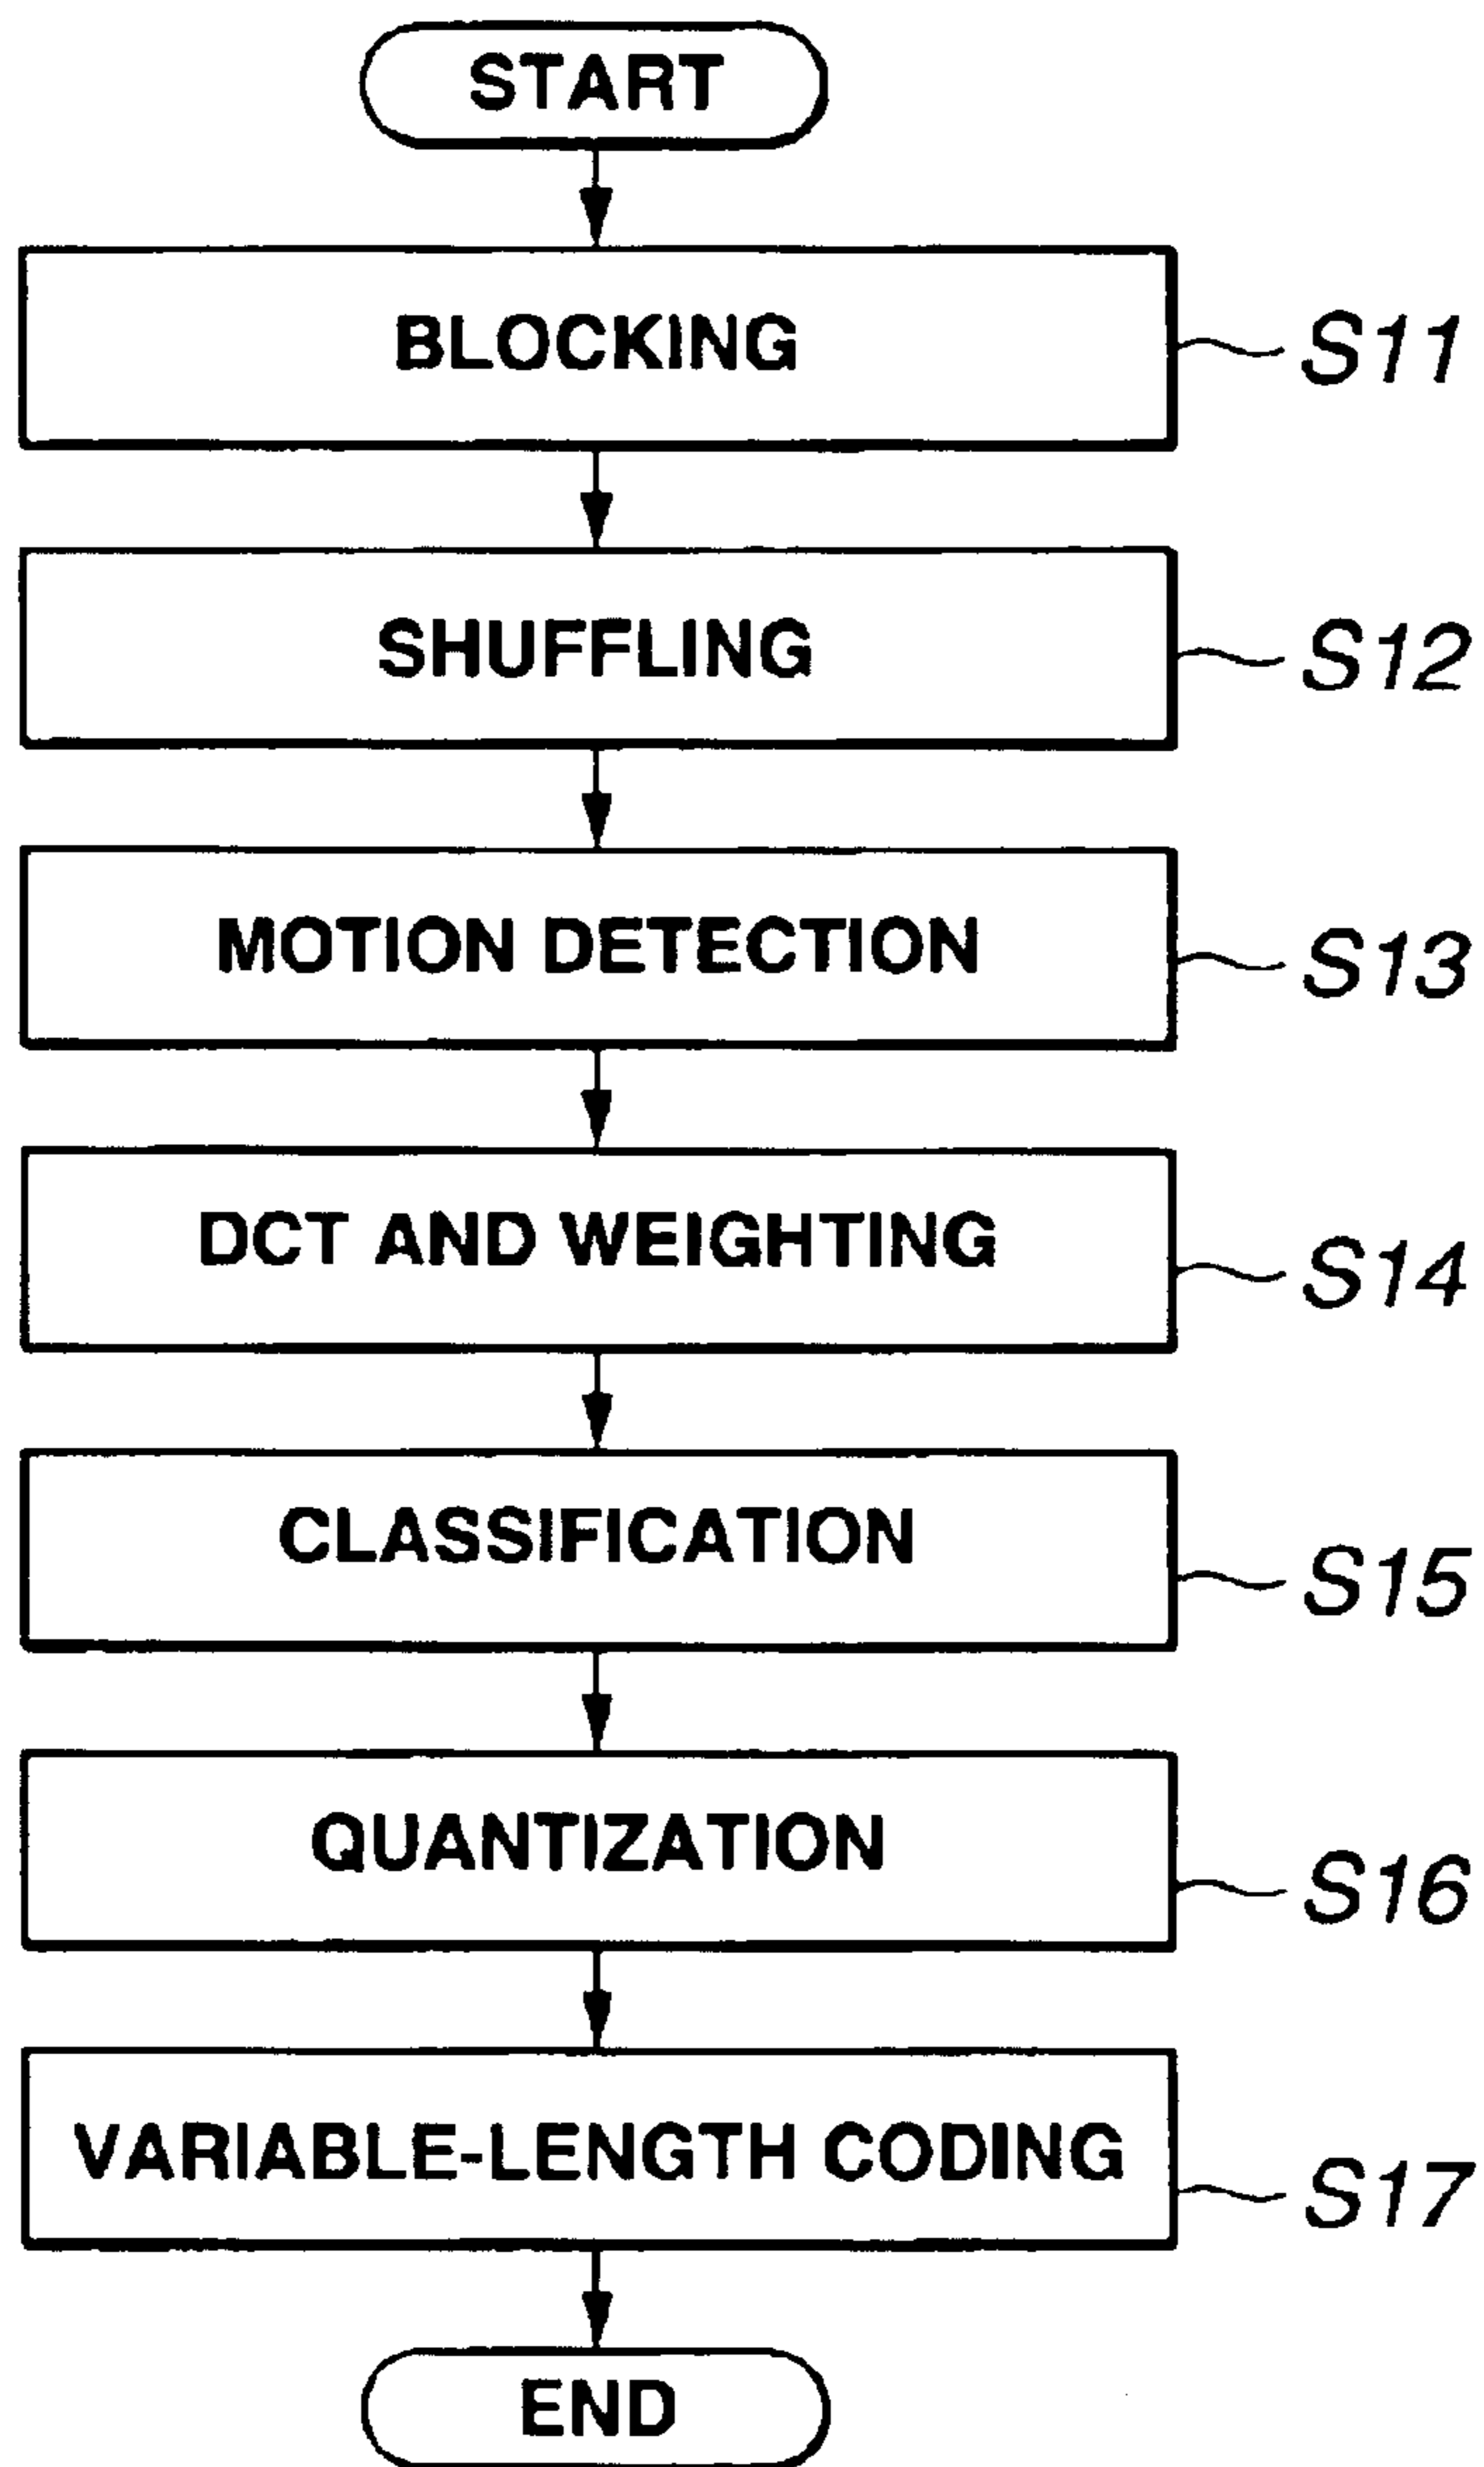 START
BLOCKING
S11
SHUFFLING
S12
MOTION DETECTION
S13
DCT AND WEIGHTING
S14
CLASSIFICATION
S15
QUANTIZATION
S16
VARIABLE-LENGTH CODING
S17
END